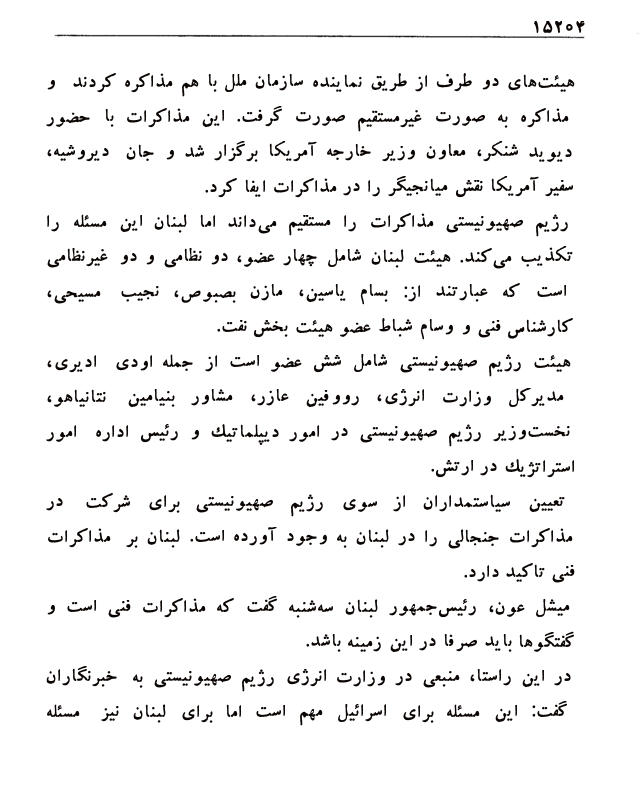 ۱۵۲۰۴
هیئت‌های دو طرف از طریق نماینده سازمان ملل با هم مذاکره کردند و
مذاکره به صورت غیرمستقیم صورت گرفت. این مذاکرات با حضور
دیوید شنکر، معاون وزیر خارجه آمریکا برگزار شد و جان دیروشیه،
سفیر آمریکا نقش میانجیگر را در مذاکرات ایفا کرد.
رژیم صهیونیستی مذاکرات را مستقیم می‌داند اما لبنان این مسئله را
تکذیب می‌کند. هیئت لبنان شامل چهار عضو، دو نظامی و دو غیرنظامی
است که عبارتند از: بسام یاسین، مازن بصبوص، نجیب مسیحی،
کارشناس فنی و وسام شباط عضو هیئت بخش نفت.
هیئت رژیم صهیونیستی شامل شش عضو است از جمله اودی ادیری،
مدیرکل وزارت انرژی، رووفین عازر، مشاور بنیامین نتانیاهو،
نخست‌وزیر رژیم صهیونیستی در امور دیپلماتیك و رئیس اداره امور
استراتژیك در ارتش.
تعیین سیاستمداران از سوی رژیم صهیونیستی برای شرکت در
مذاکرات جنجالی را در لبنان به وجود آورده است. لبنان بر مذاکرات
فنی تاکید دارد.
میشل عون، رئیس‌جمهور لبنان سه‌شنبه گفت که مذاکرات فنی است و
گفتگوها باید صرفا در این زمینه باشد.
در این راستا، منبعی در وزارت انرژی رژیم صهیونیستی به خبرنگاران
گفت: این مسئله برای اسرائیل مهم است اما برای لبنان نیز مسئله